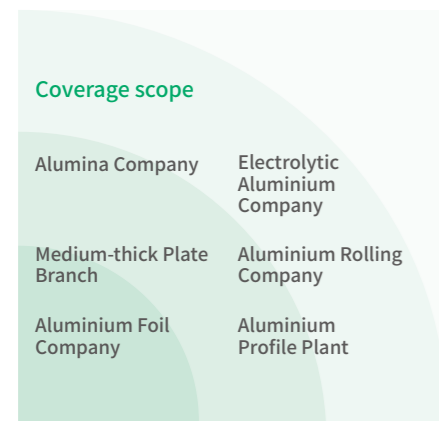 Coverage scope
Alumina Company
Electrolytic
Aluminium
Company
Medium-thick Plate
Branch
Aluminium Rolling
Company
Aluminium Foil
Company
Aluminium
Profile Plant